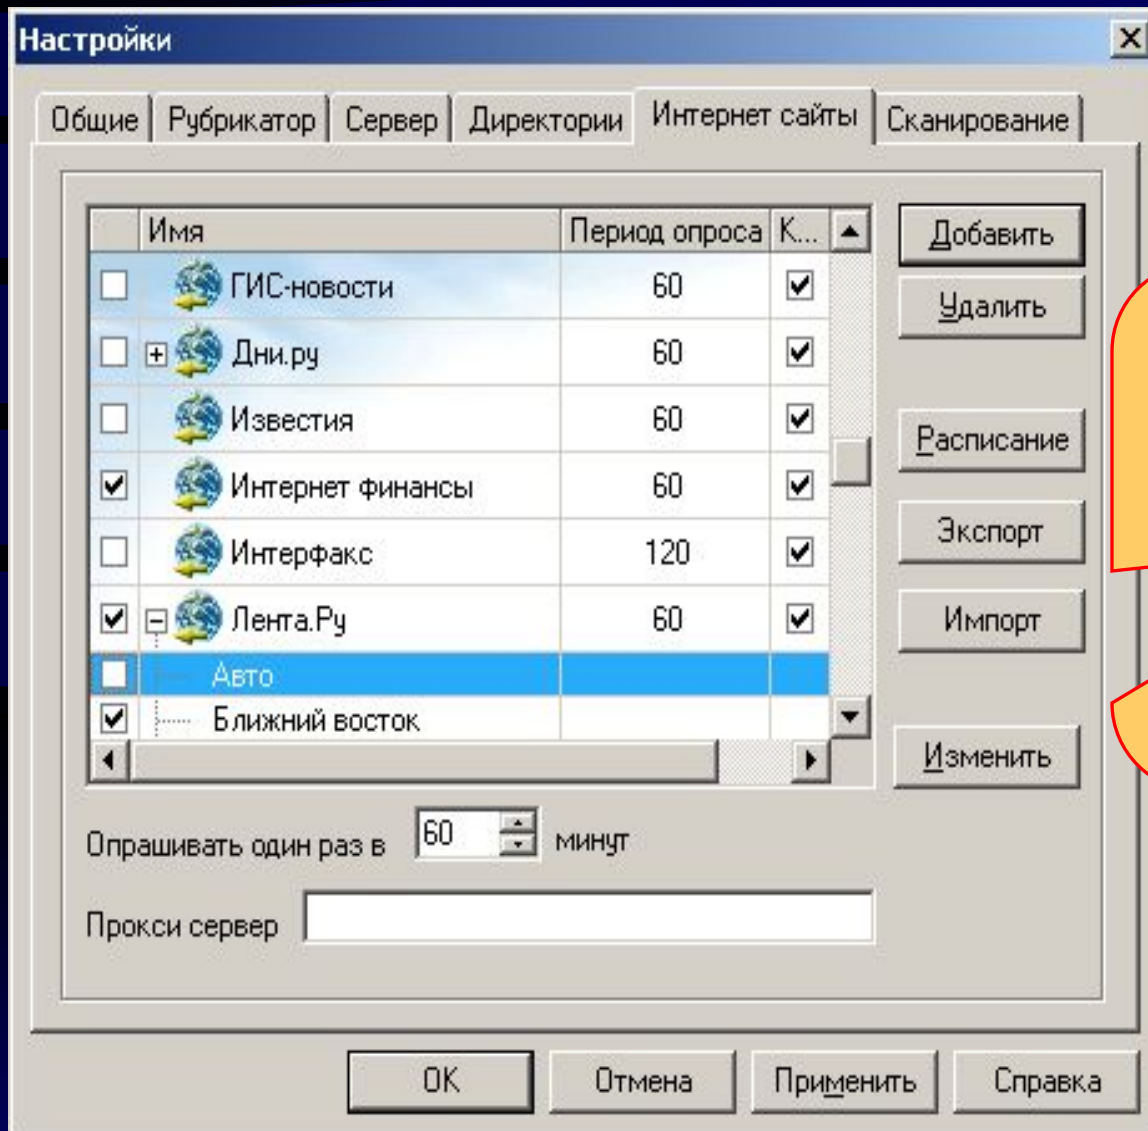 Настройки
Общие Рубрикатор Сервер Директории Интернет сайты Сканирование
Имя Период опроса К...
ГИС-новости 60
Дни.ру 60
Известия 60
Интернет финансы 60
Интерфакс 120
Лента.Ру 60
Авто
Ближний восток
Добавить
Удалить
Расписание
Экспорт
Импорт
Изменить
Опрашивать один раз в 60 минут
Прокси сервер
OK Отмена Применить Справка